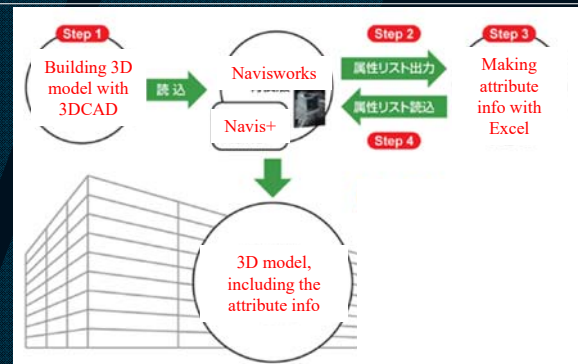 Step 1
Building 3D
model with
3DCAD
読込
Navisworks
Navis+
Step 2
属性リスト出力
属性リスト読込
Step 4
Step 3
Making
attribute
info with
Excel
3D model,
including the
attribute info